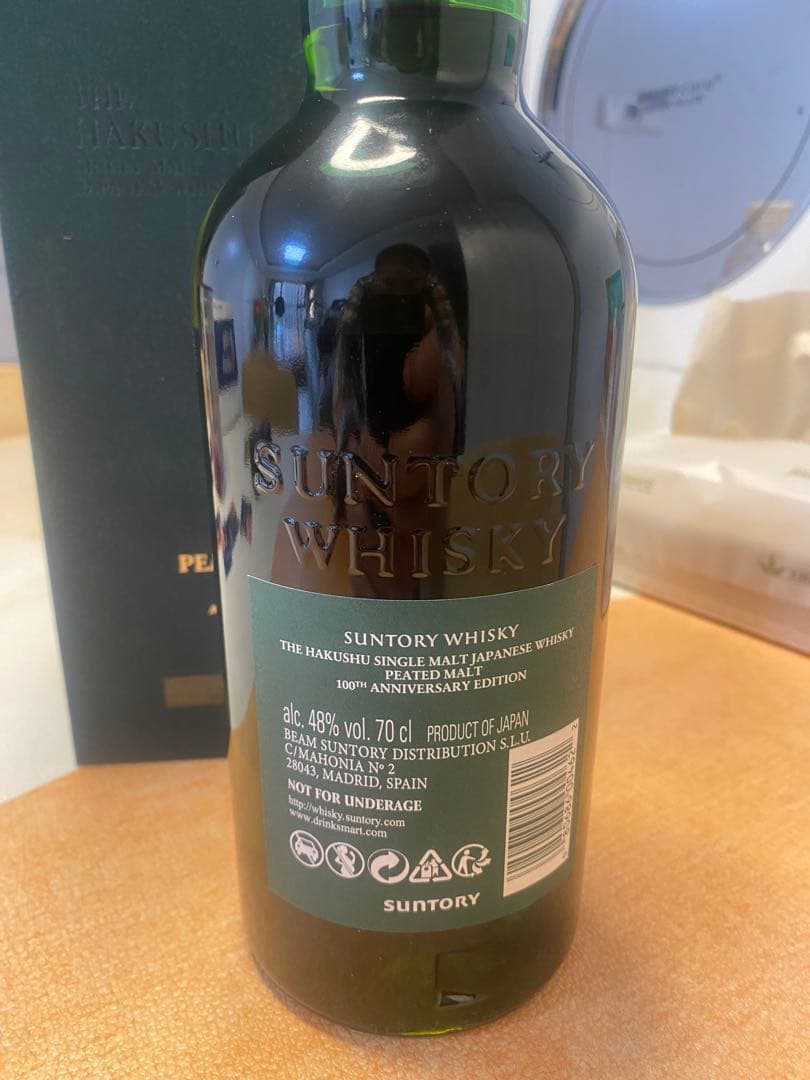 THE
HAKUSHU
SUNTORY
WHISKY
SUNTORY WHISKY
THE HAKUSHU SINGLE MALT JAPANESE WHISKY
PEATED MALT
100TH ANNIVERSARY EDITION
alc. 48% vol. 70 cl PRODUCT OF JAPAN
BEAM SUNTORY DISTRIBUTION S.L.U.
C/MAHONIA Nº 2
28043, MADRID, SPAIN
NOT FOR UNDERAGE
http://whisky.suntory.com
www.drinksmart.com
SUNTORY